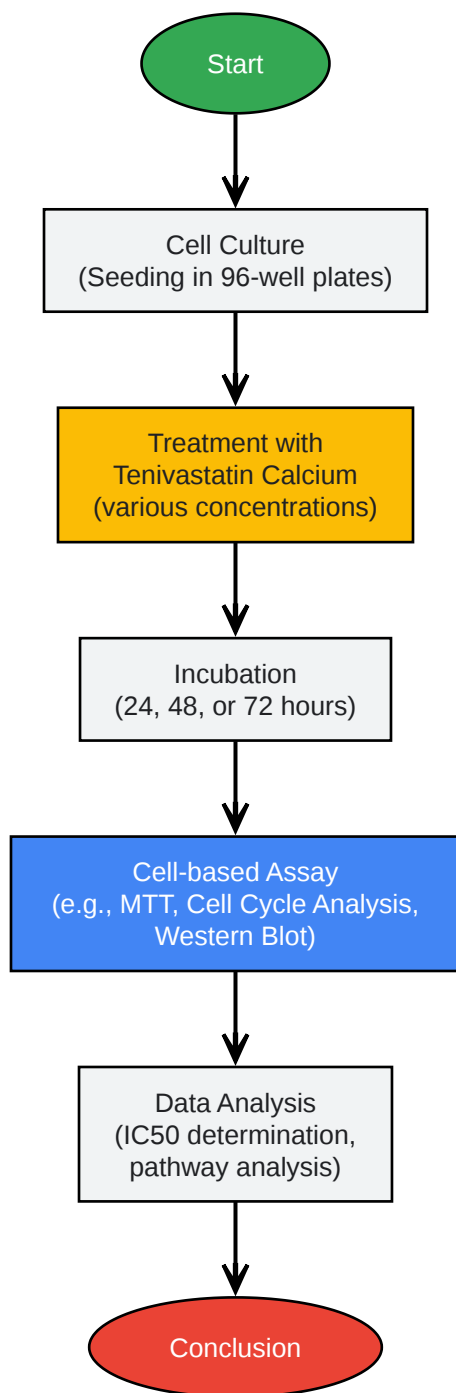 Start
Cell Culture
(Seeding in 96-well plates)
Treatment with
Tenivastatin Calcium
(various concentrations)
Incubation
(24, 48, or 72 hours)
Cell-based Assay
(e.g., MTT, Cell Cycle Analysis,
Western Blot)
Data Analysis
(IC50 determination,
pathway analysis)
Conclusion